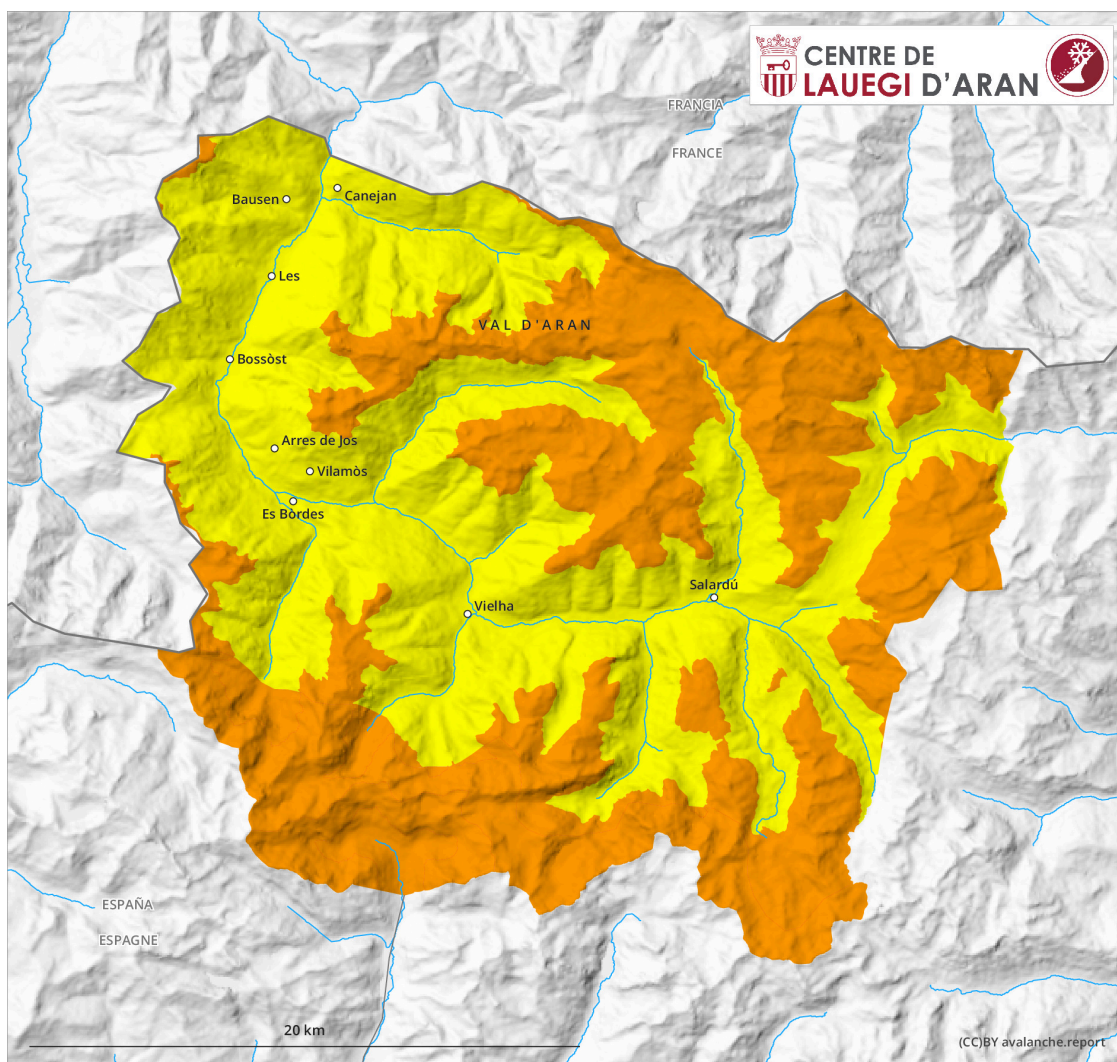 CENTRE DE
LAUEGI D'ARAN
FRANCIA
FRANCE
Bausen
Canejan
Les
VAL D'ARAN
Bossòst
Arres de Jos
Vilamòs
Es Bòrdes
Salardú
Vielha
ESPAÑA
ESPAGNE
20 km
(CC)BY avalanche.report